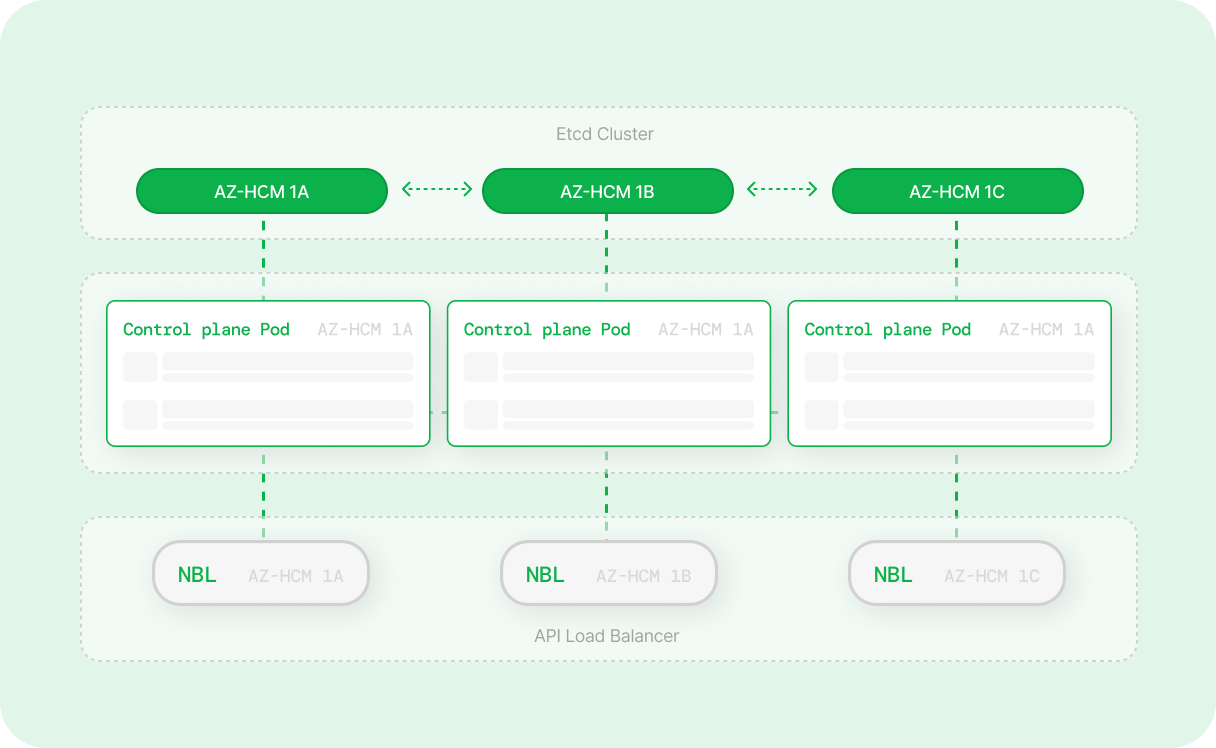 Etcd Cluster
AZ-HCM 1A
AZ-HCM 1B
AZ-HCM 1C
Control plane Pod AZ-HCM 1A
Control plane Pod AZ-HCM 1A
Control plane Pod AZ-HCM 1A
NBL AZ-HCM 1A
NBL AZ-HCM 1B
NBL AZ-HCM 1C
API Load Balancer